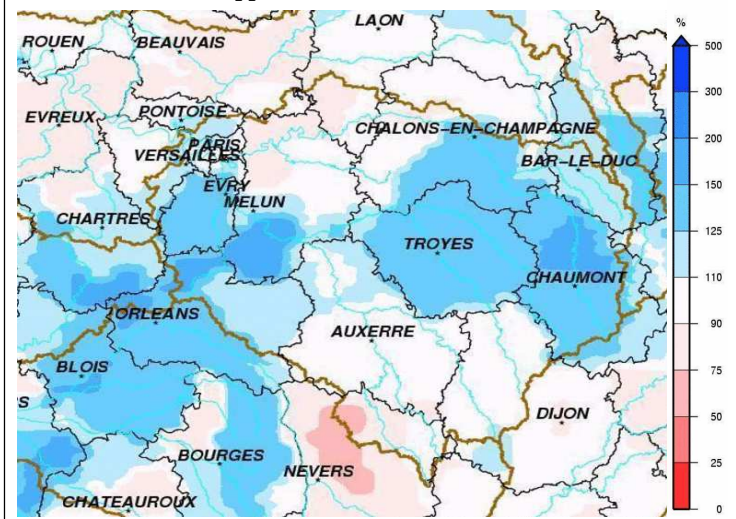 LAON
ROUEN
BEAUVAIS
EVREUX
PONTOISE
CHALONS-EN-CHAMPAGNE
PARIS
VERSAILLES
BAR-LE-DUC
EVRY
MELUN
CHARTRES
TROYES
CHAUMONT
ORLEANS
AUXERRE
BLOIS
S
DIJON
BOURGES
NEVERS
CHATEAUROUX
%
500
300
200
150
125
110
90
75
50
25
0